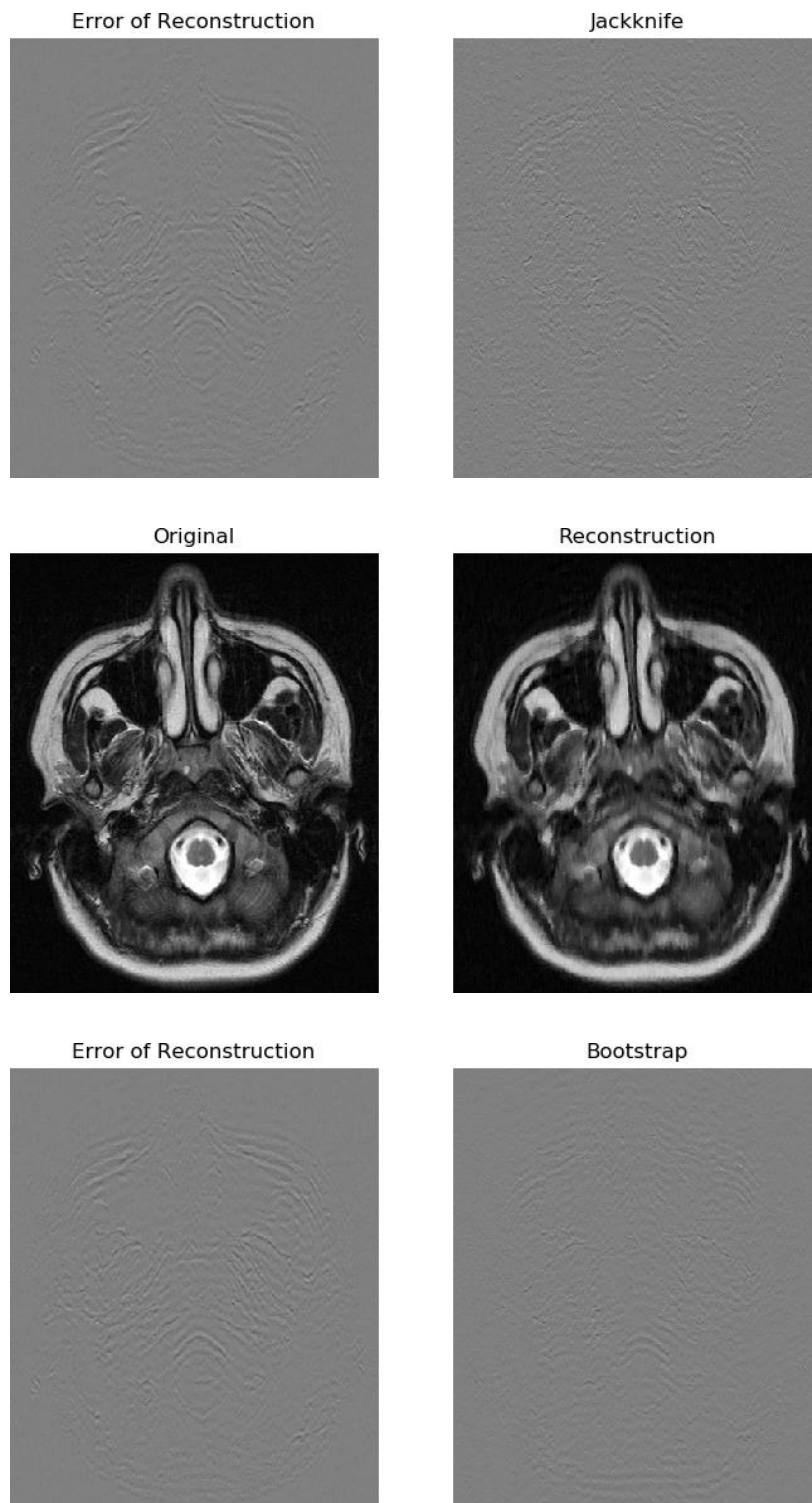 Error of Reconstruction
Jackknife
Original
Reconstruction
Error of Reconstruction
Bootstrap